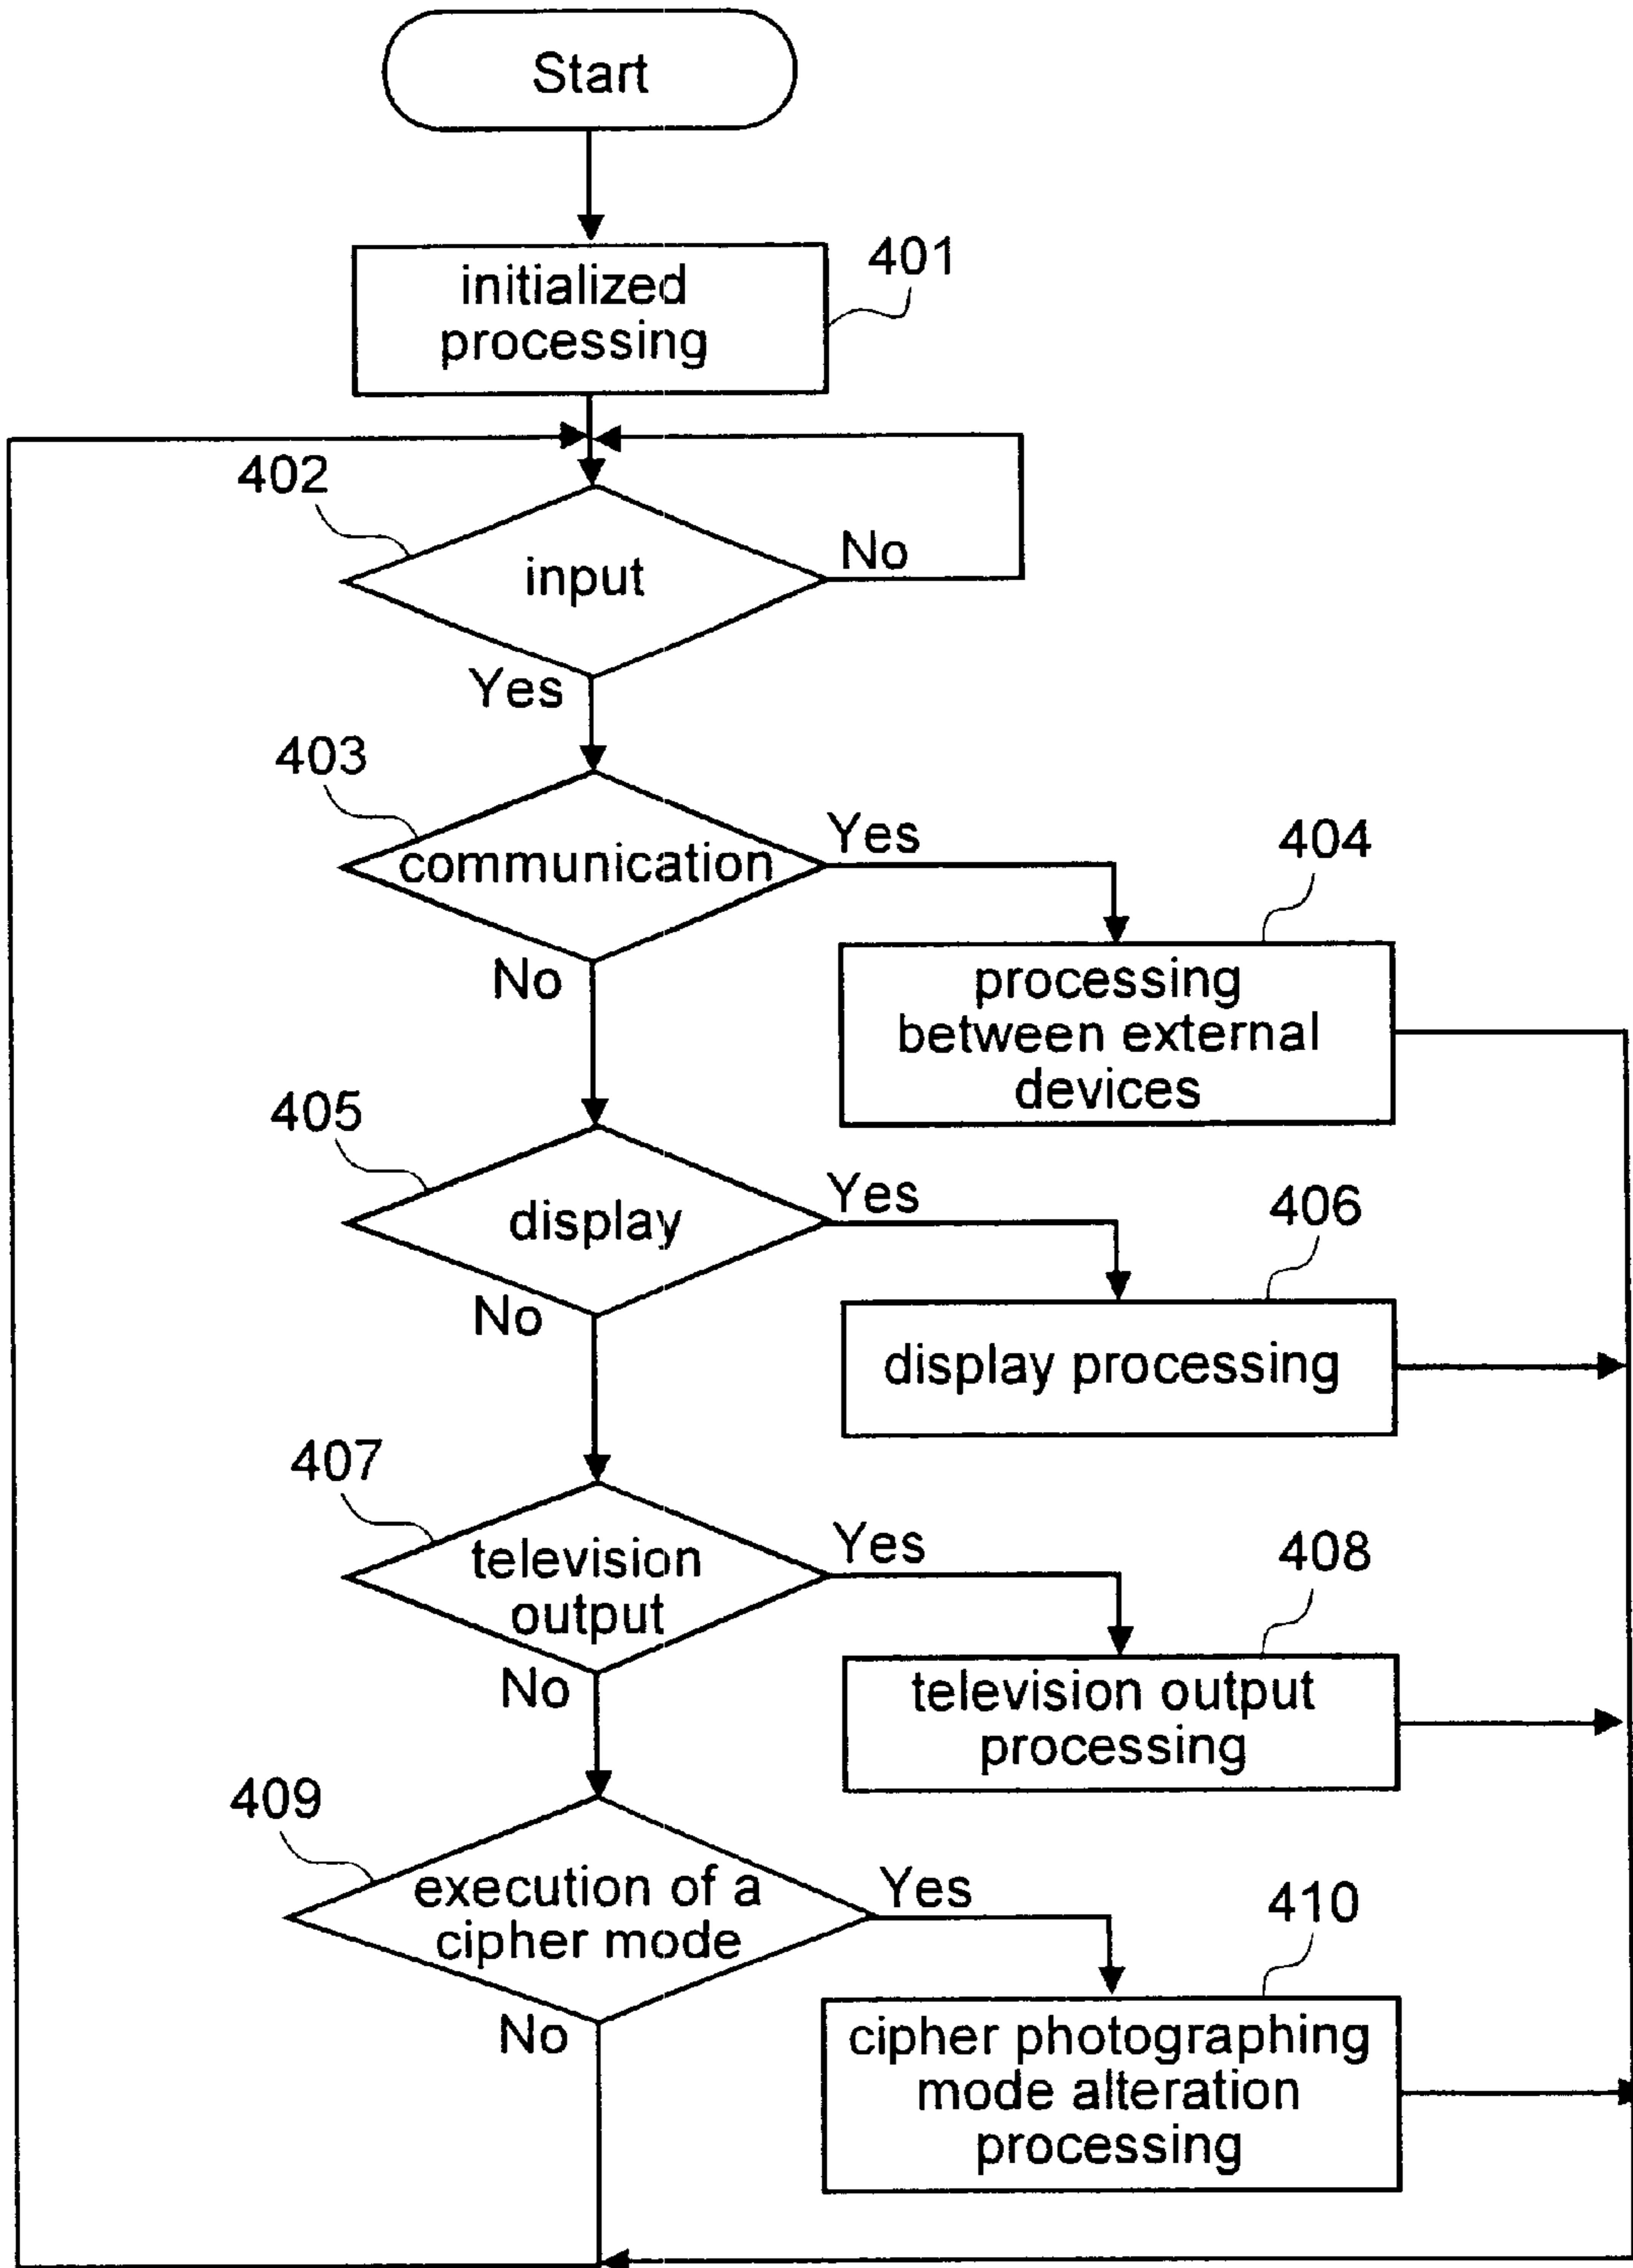 Start
401
initialized
processing
402
No
input
Yes
403
Yes
404
communication
No
processing
between external
devices
405
Yes
406
display
No
display processing
407
Yes
408
television
output
No
television output
processing
409
Yes
410
execution of a
cipher mode
No
cipher photographing
mode alteration
processing